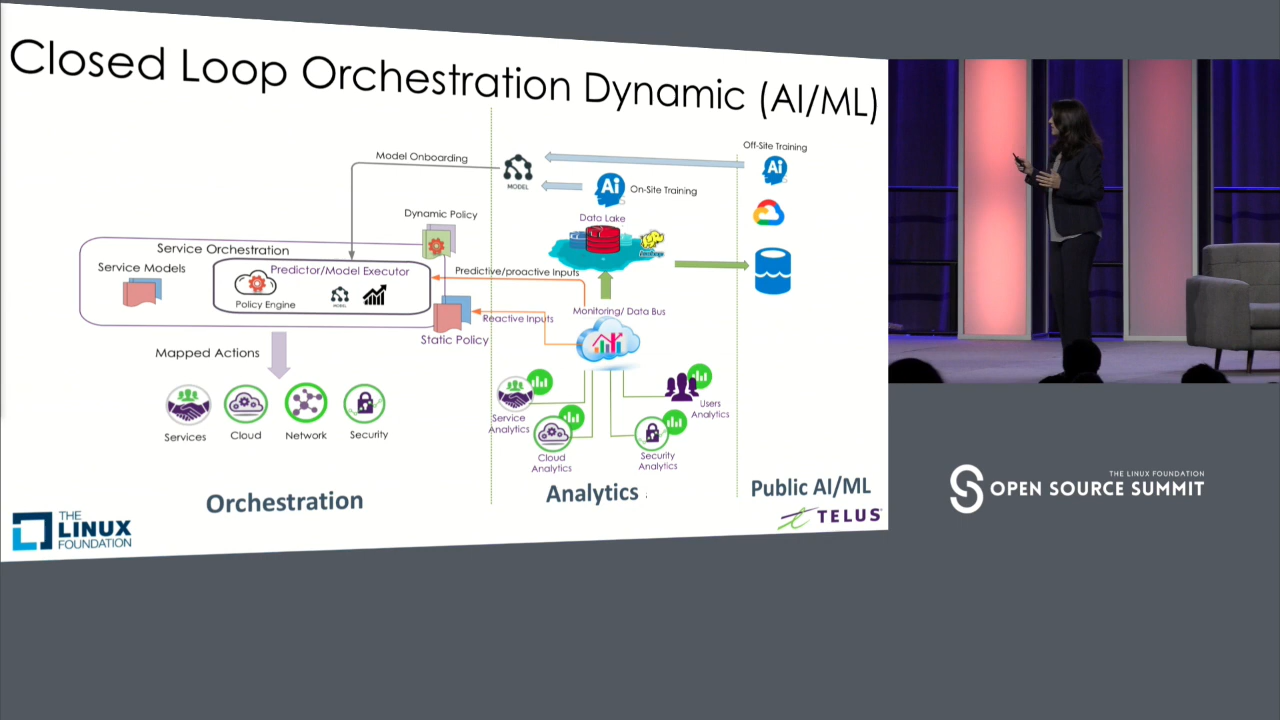 Closed Loop Orchestration Dynamic (AI/ML)
Model Onboarding
MODEL
Off-Site Training
Ai
Ai
On-Site Training
Dynamic Policy
Data Lake
Service Orchestration
Service Models
Predictor/Model Executor
Policy Engine
MODEL
Predictive/proactive Inputs
Reactive Inputs
Monitoring/ Data Bus
Static Policy
Mapped Actions
Services
Cloud
Network
Security
Service
Analytics
Cloud
Analytics
Security
Analytics
Users
Analytics
Orchestration
Analytics
Public AI/ML
THE
LINUX
FOUNDATION
TELUS
THE LINUX FOUNDATION
OPEN SOURCE SUMMIT